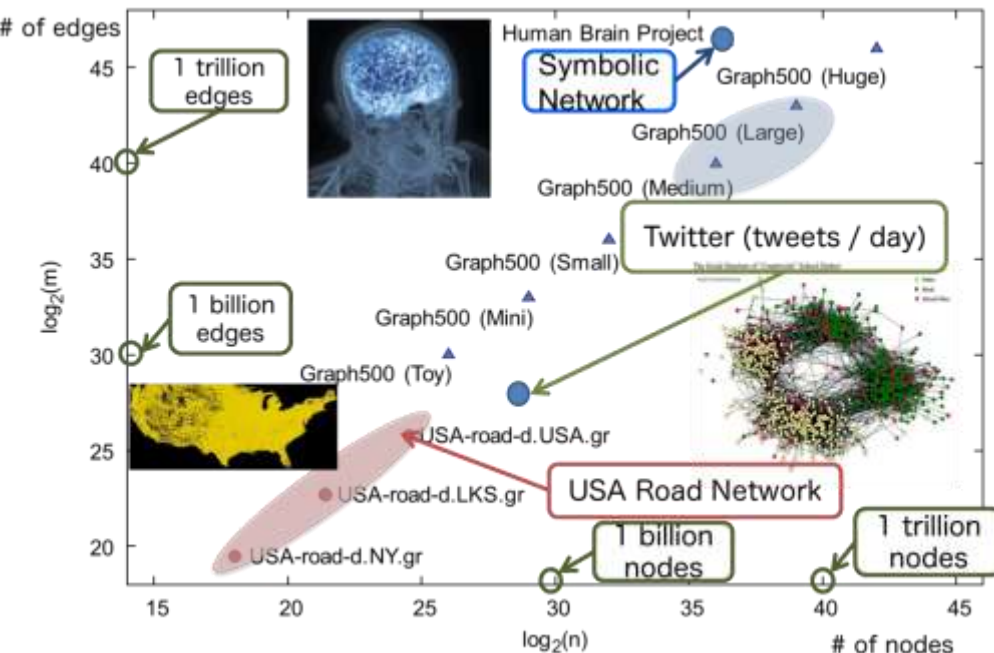 # of edges
45
40
35
30
25
20
log2(m)
1 trillion
edges
1 billion
edges
Human Brain Project
Symbolic
Network
Graph500 (Huge)
Graph500 (Large)
Graph500 (Medium)
Twitter (tweets / day)
Graph500 (Small)
Graph500 (Mini)
Graph500 (Toy)
USA-road-d.USA.gr
USA-road-d.LKS.gr
USA Road Network
USA-road-d.NY.gr
1 billion
nodes
1 trillion
nodes
15
20
25
30
35
40
45
log2(n)
# of nodes